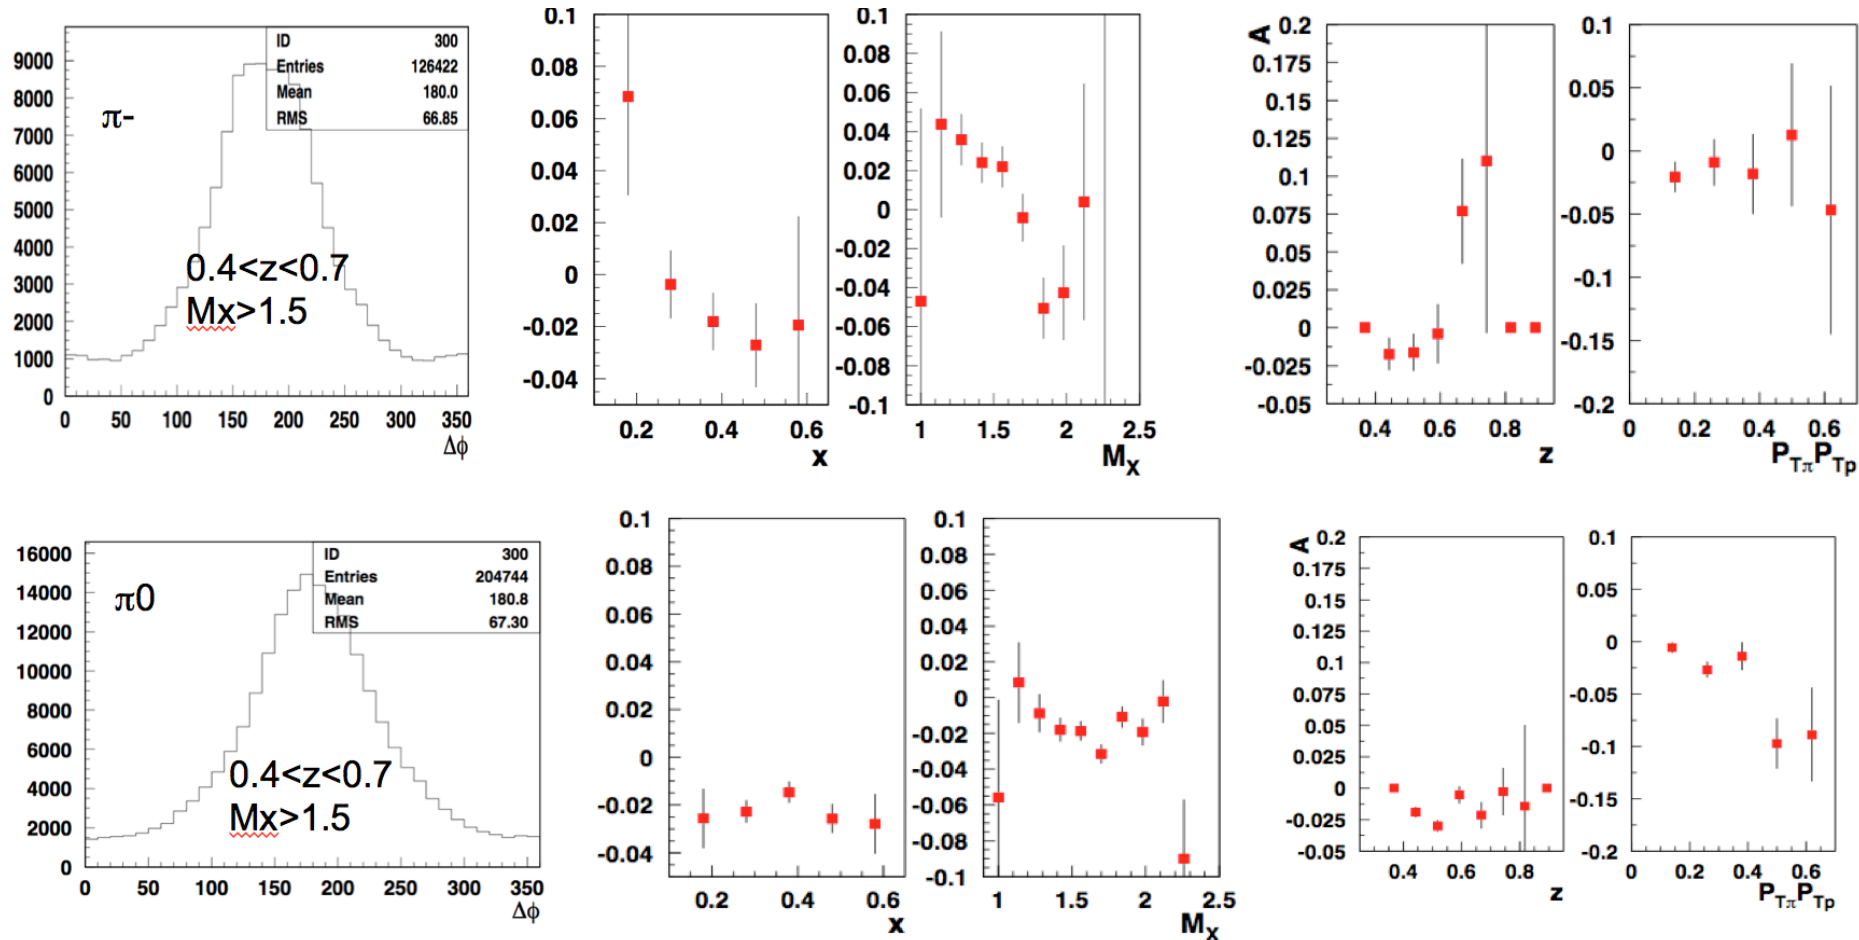 ID 300
Entries 126422
Mean 180.0
RMS 66.85
π-
0.4<z<0.7
Mx>1.5
9000
8000
7000
6000
5000
4000
3000
2000
1000
0
0 50 100 150 200 250 300 350
Δϕ
0.1
0.08
0.06
0.04
0.02
0
-0.02
-0.04
0.2 0.4 0.6
x
0.1
0.08
0.06
0.04
0.02
0
-0.02
-0.04
-0.06
-0.08
-0.1
1 1.5 2 2.5
MX
A
0.2
0.175
0.15
0.125
0.1
0.075
0.05
0.025
0
-0.025
-0.05
0.4 0.6 0.8
z
0.1
0.05
0
-0.05
-0.1
-0.15
-0.2
0 0.2 0.4 0.6
PTπPTp
ID 300
Entries 204744
Mean 180.8
RMS 67.30
π0
0.4<z<0.7
Mx>1.5
16000
14000
12000
10000
8000
6000
4000
2000
0
0 50 100 150 200 250 300 350
Δϕ
0.1
0.08
0.06
0.04
0.02
0
-0.02
-0.04
0.2 0.4 0.6
x
0.1
0.08
0.06
0.04
0.02
0
-0.02
-0.04
-0.06
-0.08
-0.1
1 1.5 2 2.5
MX
A
0.2
0.175
0.15
0.125
0.1
0.075
0.05
0.025
0
-0.025
-0.05
0.4 0.6 0.8
z
0.1
0.05
0
-0.05
-0.1
-0.15
-0.2
0 0.2 0.4 0.6
PTπPTp